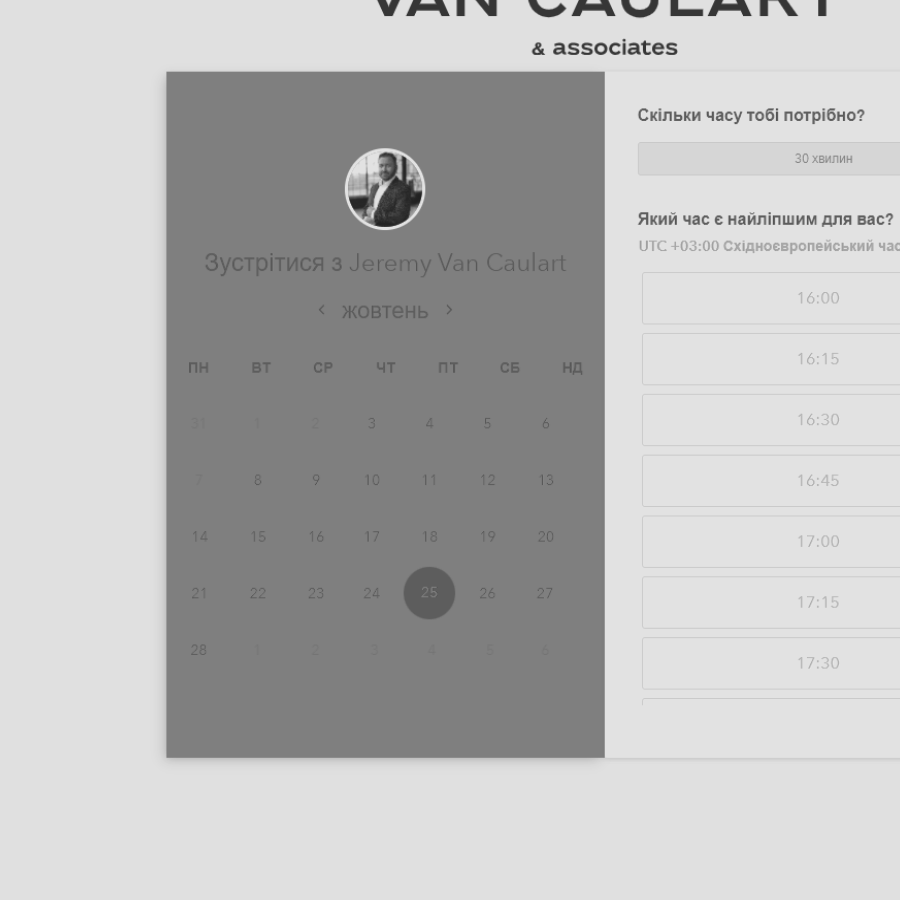 VAN CAULART
& associates
Зустрітися з Jeremy Van Caulart
жовтень
ПН ВТ СР ЧТ ПТ СБ НД
31 1 2 3 4 5 6
7 8 9 10 11 12 13
14 15 16 17 18 19 20
21 22 23 24 25 26 27
28 1 2 3 4 5 6
Скільки часу тобі потрібно?
30 хвилин
Який час є найліпшим для вас?
UTC +03:00 Східноєвропейський час
16:00
16:15
16:30
16:45
17:00
17:15
17:30